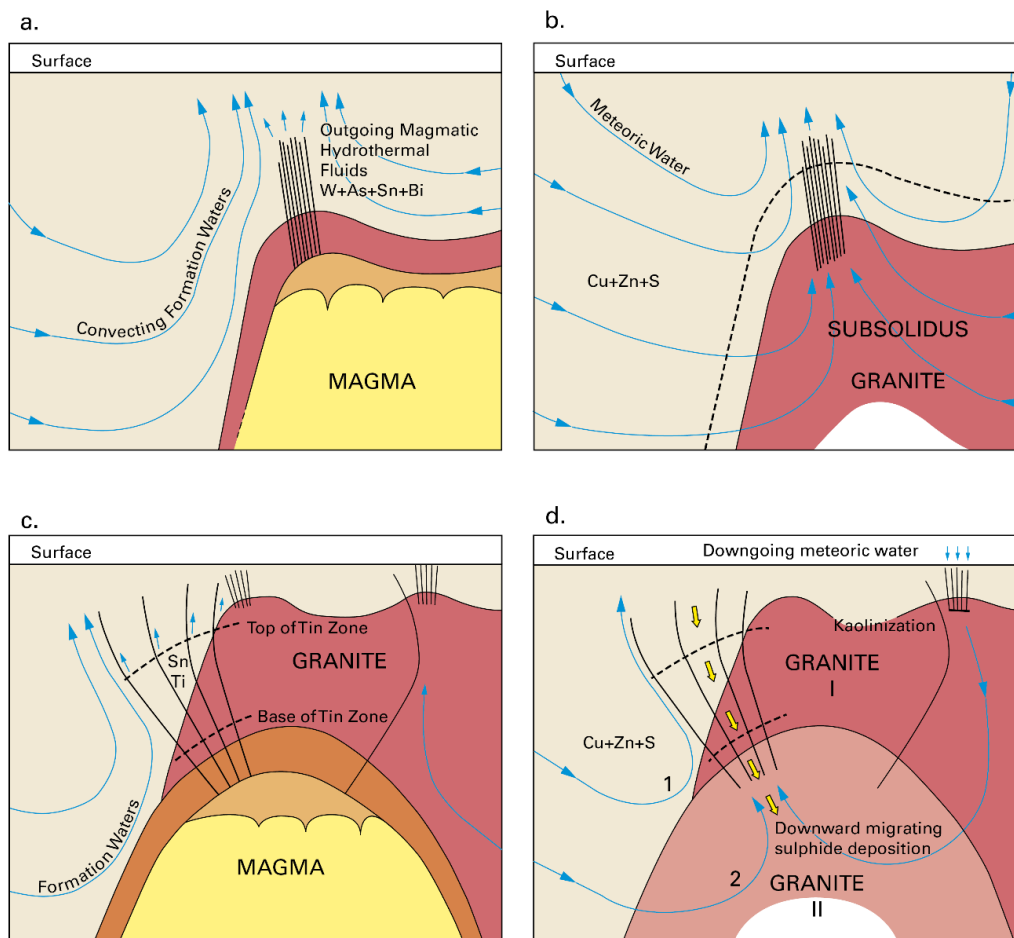 a.
Surface
Outgoing Magmatic
Hydrothermal
Fluids
W+As+Sn+Bi
Convecting Formation Waters
MAGMA
b.
Surface
Meteoric Water
Cu+Zn+S
SUBSOLIDUS
GRANITE
c.
Surface
Top of Tin Zone
Sn
Ti
GRANITE
Base of Tin Zone
Formation Waters
MAGMA
d.
Surface
Downgoing meteoric water
Kaolinization
GRANITE
I
Cu+Zn+S
1
Downward migrating
sulphide deposition
2
GRANITE
II